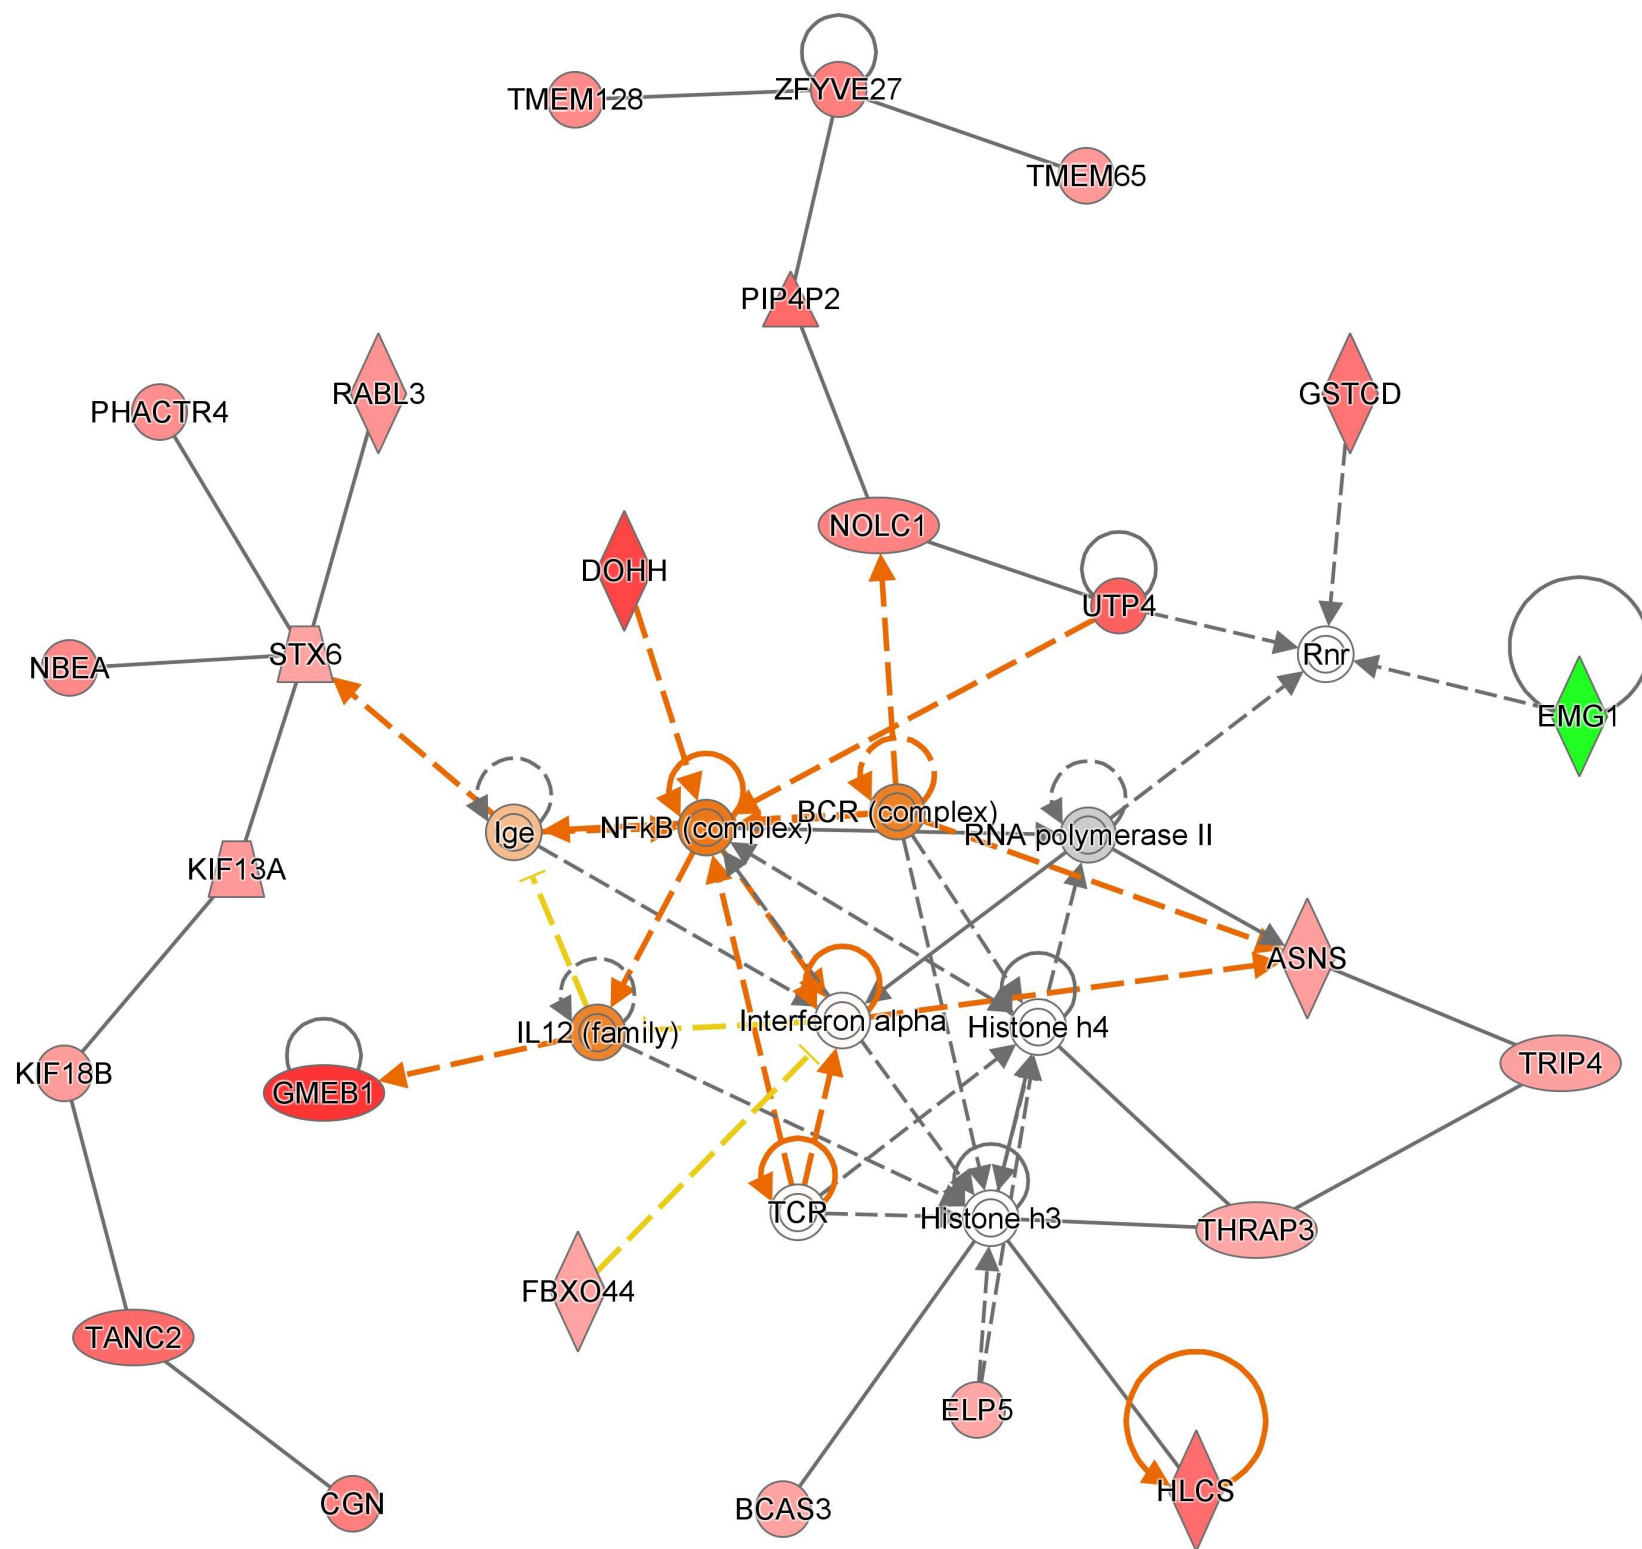 ZFYVE27
TMEM128
TMEM65
PIP4P2
RABL3
GSTCD
PHACTR4
NOLC1
DOHH
UTP4
STX6
Rnr
NBEA
EMG1
BCR (complex)
Ige
NFkB (complex)
RNA polymerase II
KIF13A
ASNS
Interferon alpha
Histone h4
IL12 (family)
TRIP4
KIF18B
GMEB1
TCR
Histone h3
THRAP3
FBXO44
TANC2
ELP5
HLCS
CGN
BCAS3